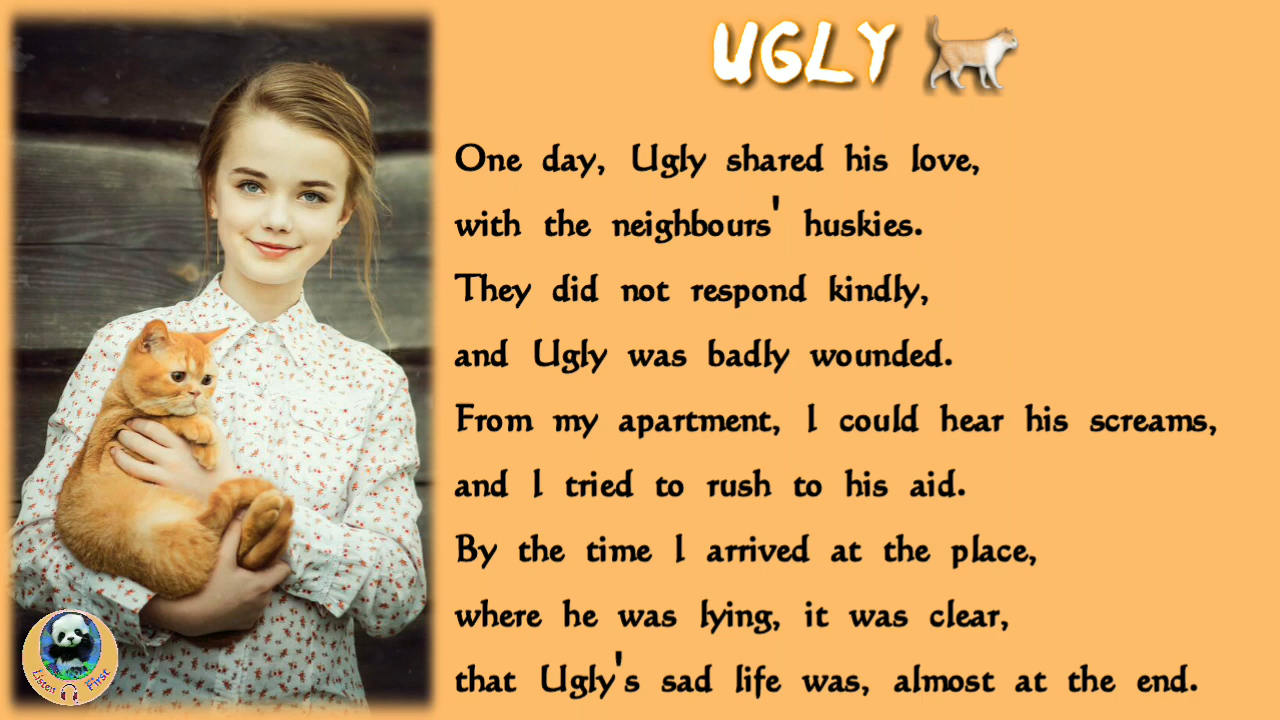 UGLY
One day, Ugly shared his love,
with the neighbours' huskies.
They did not respond kindly,
and Ugly was badly wounded.
From my apartment, I could hear his screams,
and I tried to rush to his aid.
By the time I arrived at the place,
where he was lying, it was clear,
that Ugly's sad life was, almost at the end.
Listen First